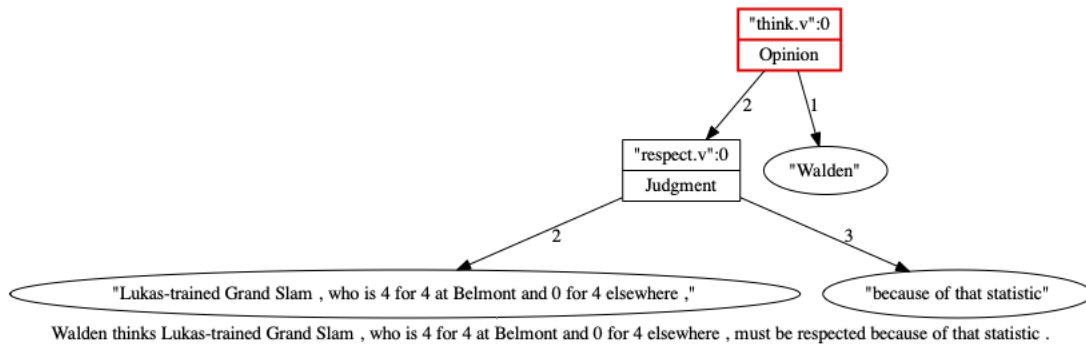 "think.v":0
Opinion
2
1
"respect.v":0
Judgment
"Walden"
2
3
"Lukas-trained Grand Slam , who is 4 for 4 at Belmont and 0 for 4 elsewhere ,"
"because of that statistic"
Walden thinks Lukas-trained Grand Slam , who is 4 for 4 at Belmont and 0 for 4 elsewhere , must be respected because of that statistic .